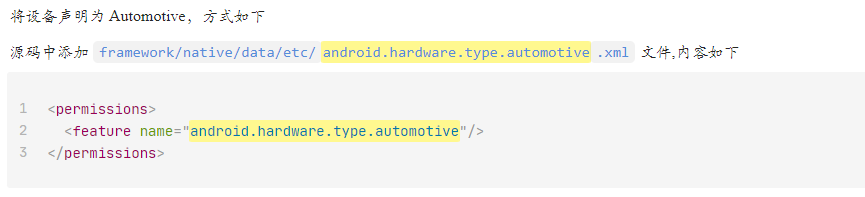 将设备声明为 Automotive，方式如下
源码中添加 framework/native/data/etc/ android.hardware.type.automotive .xml 文件,内容如下
1 <permissions>
2 <feature name="android.hardware.type.automotive"/>
3 </permissions>